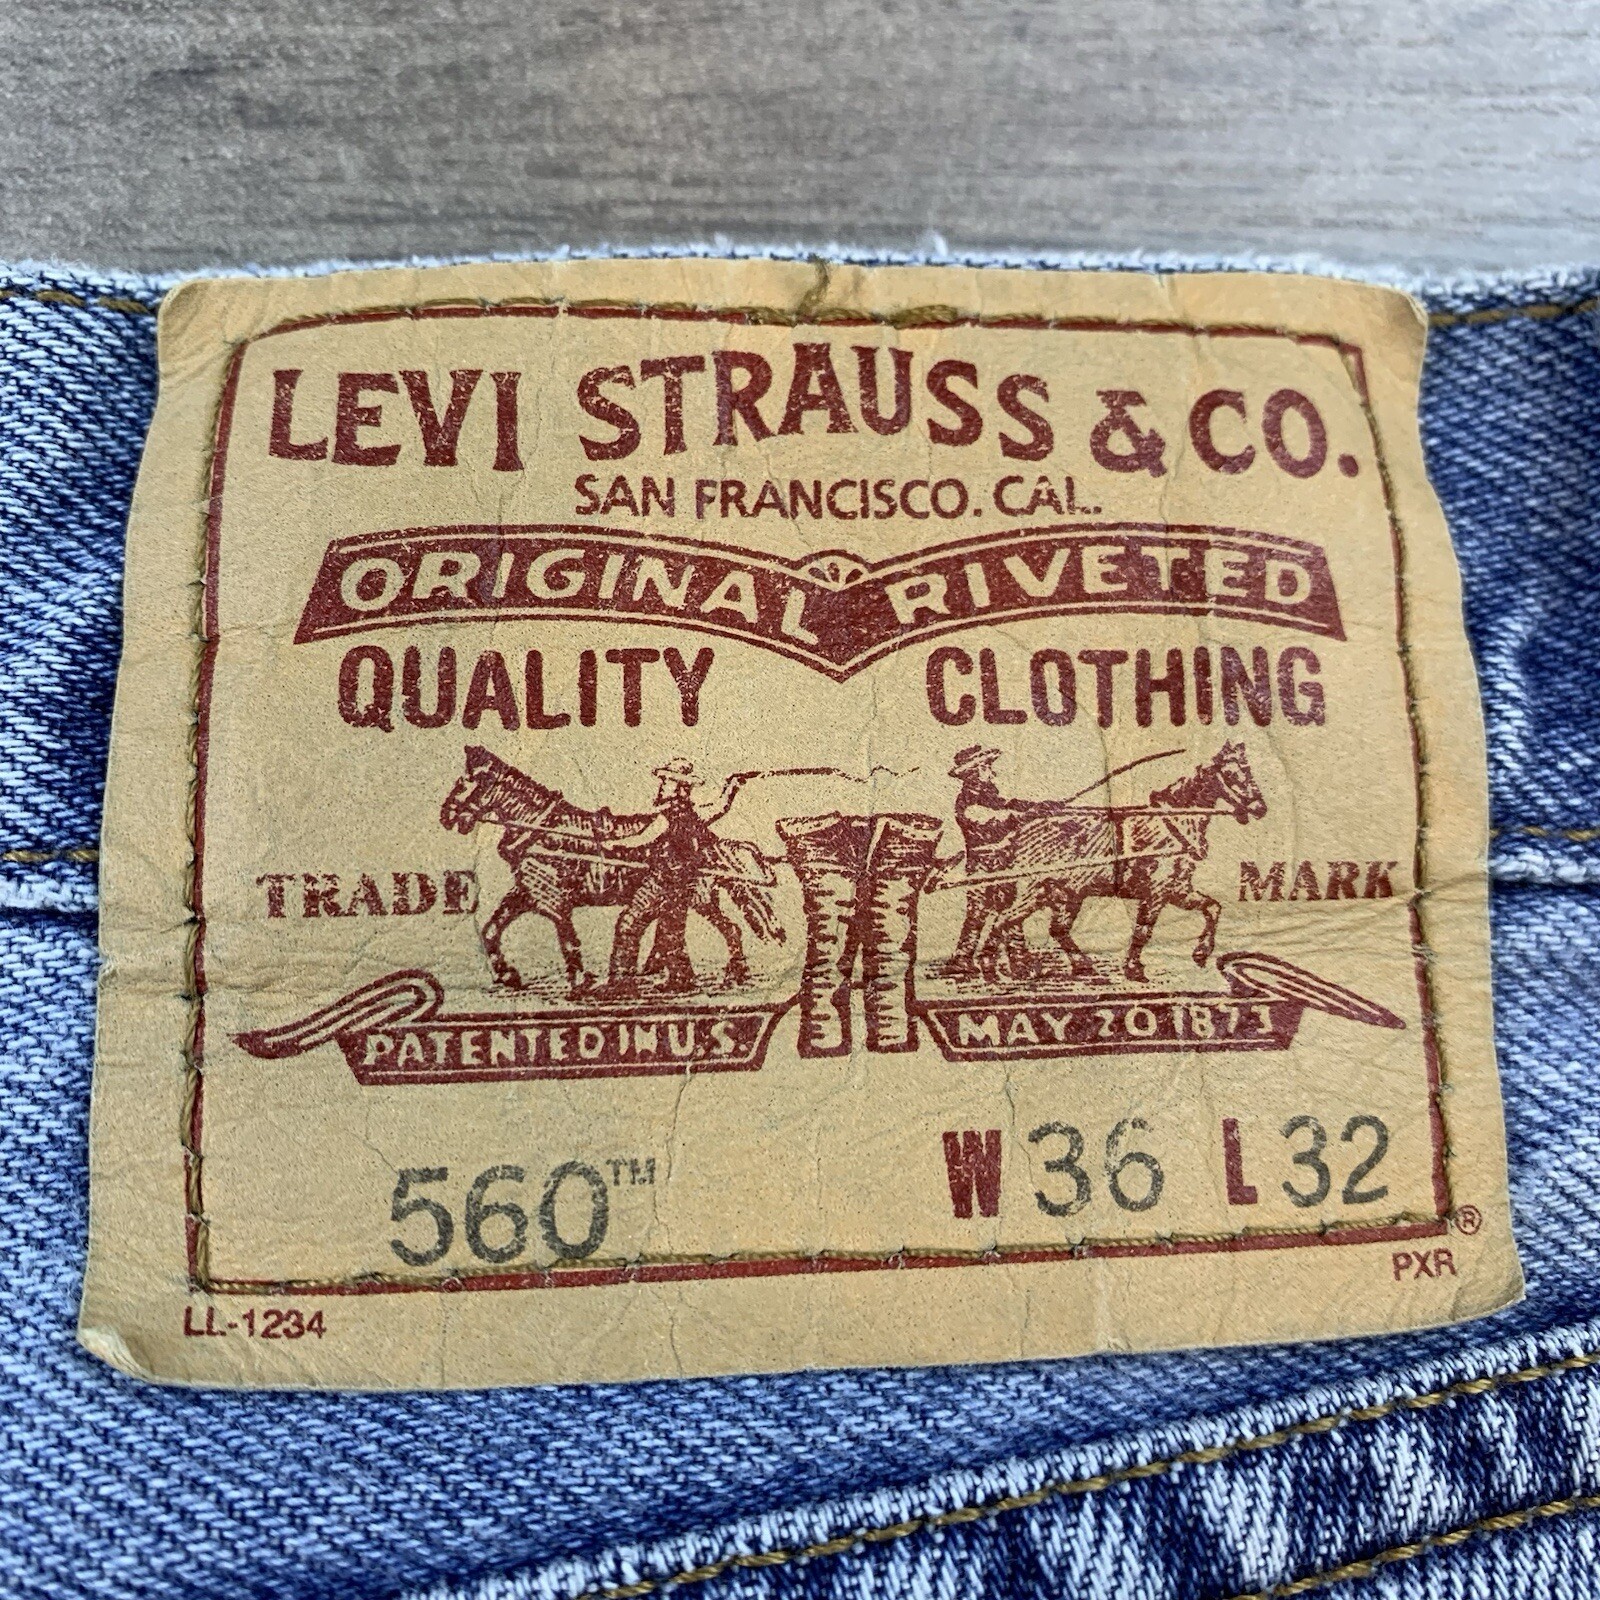 LEVI STRAUSS & CO.
SAN FRANCISCO. CAL.
ORIGINAL RIVETED
QUALITY CLOTHING
TRADE MARK
PATENTED IN U.S. MAY 20 1873
560™ W 36 L 32
®
PXR
LL-1234